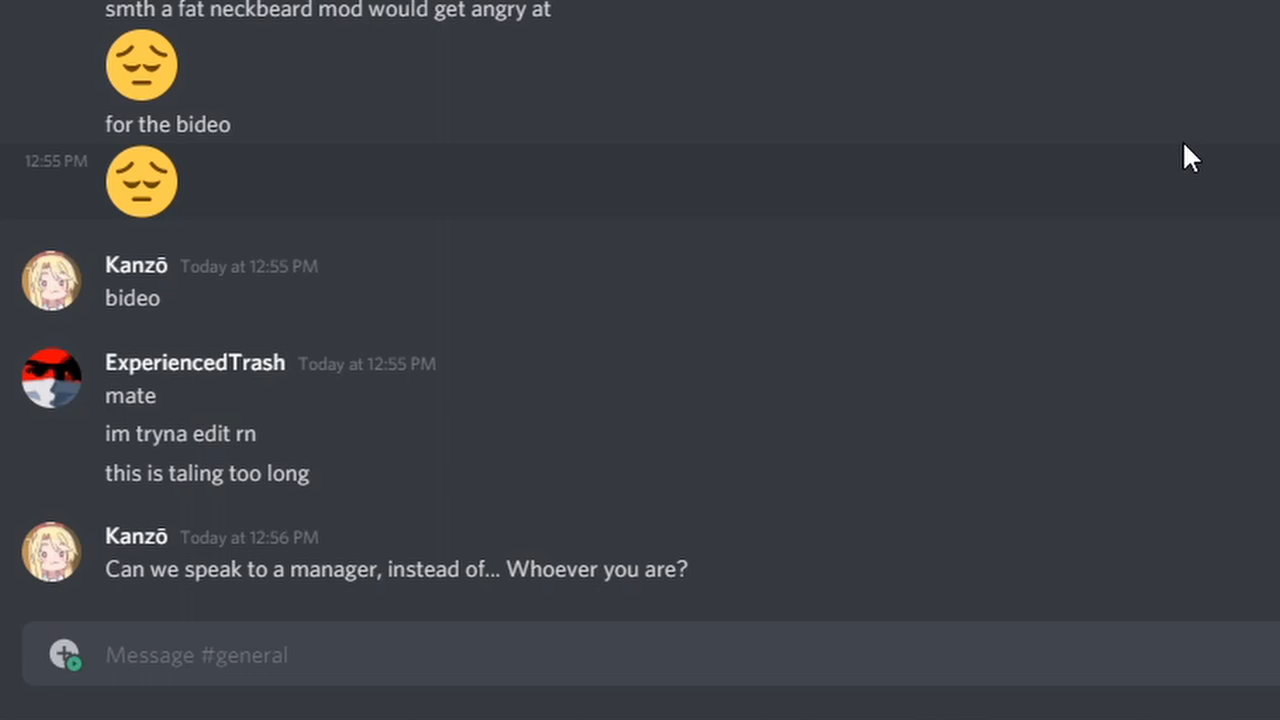 smth a fat neckbeard mod would get angry at
for the bideo
12:55 PM
Kanzō Today at 12:55 PM
bideo
ExperiencedTrash Today at 12:55 PM
mate
im tryna edit rn
this is taling too long
Kanzō Today at 12:56 PM
Can we speak to a manager, instead of... Whoever you are?
Message #general